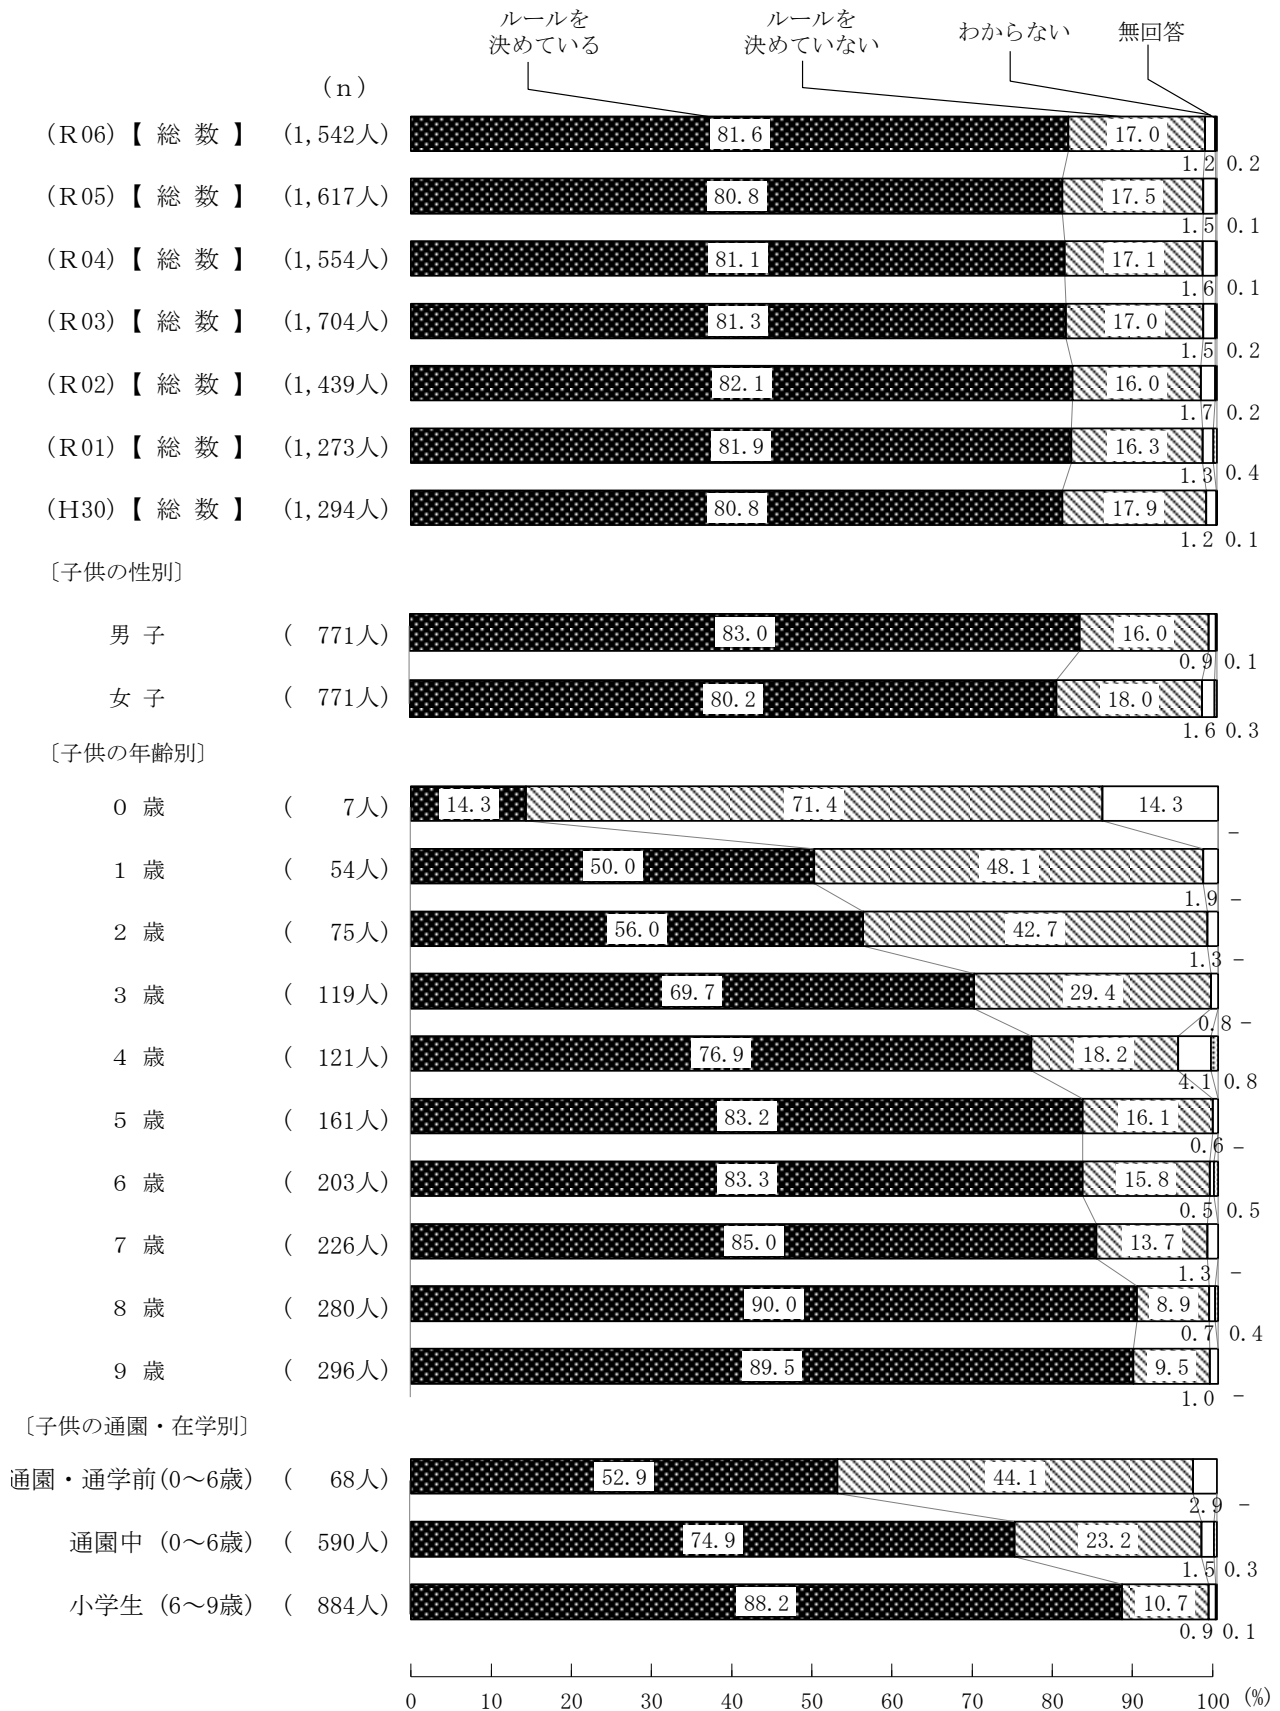 ルールを
決めている
ルールを
決めていない
わからない
無回答
(n)
(R06)【 総 数 】 (1,542人) 81.6 17.0
1.2 0.2
(R05)【 総 数 】 (1,617人) 80.8 17.5
1.5 0.1
(R04)【 総 数 】 (1,554人) 81.1 17.1
1.6 0.1
(R03)【 総 数 】 (1,704人) 81.3 17.0
1.5 0.2
(R02)【 総 数 】 (1,439人) 82.1 16.0
1.7 0.2
(R01)【 総 数 】 (1,273人) 81.9 16.3
1.3 0.4
(H30)【 総 数 】 (1,294人) 80.8 17.9
1.2 0.1
〔子供の性別〕
男 子 ( 771人) 83.0 16.0
0.9 0.1
女 子 ( 771人) 80.2 18.0
1.6 0.3
〔子供の年齢別〕
0 歳 ( 7人) 14.3 71.4 14.3
－
1 歳 ( 54人) 50.0 48.1
1.9 －
2 歳 ( 75人) 56.0 42.7
1.3 －
3 歳 ( 119人) 69.7 29.4
0.8 －
4 歳 ( 121人) 76.9 18.2
4.1 0.8
5 歳 ( 161人) 83.2 16.1
0.6 －
6 歳 ( 203人) 83.3 15.8
0.5 0.5
7 歳 ( 226人) 85.0 13.7
1.3 －
8 歳 ( 280人) 90.0 8.9
0.7 0.4
9 歳 ( 296人) 89.5 9.5
1.0 －
〔子供の通園・在学別〕
通園・通学前(0～6歳) ( 68人) 52.9 44.1
2.9 －
通園中 (0～6歳) ( 590人) 74.9 23.2
1.5 0.3
小学生 (6～9歳) ( 884人) 88.2 10.7
0.9 0.1
0 10 20 30 40 50 60 70 80 90 100 (%)